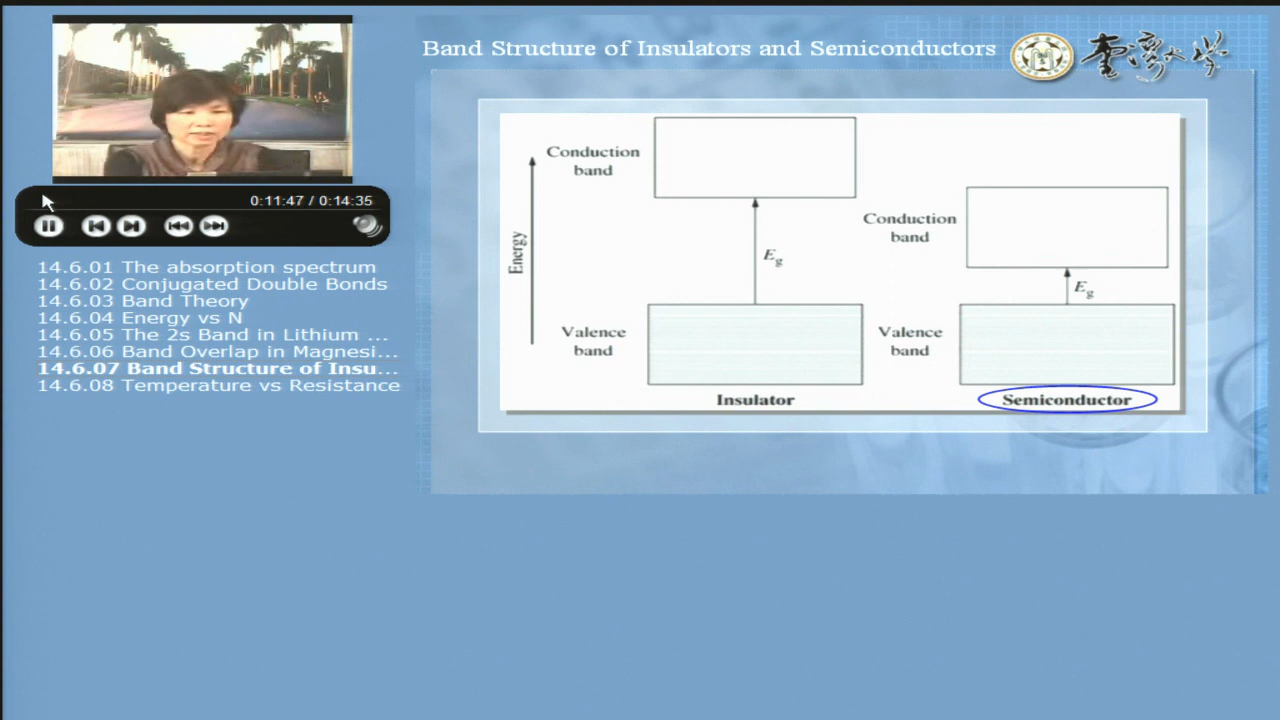 Band Structure of Insulators and Semiconductors
臺灣大學
0:11:47 / 0:14:35
14.6.01 The absorption spectrum
14.6.02 Conjugated Double Bonds
14.6.03 Band Theory
14.6.04 Energy vs N
14.6.05 The 2s Band in Lithium ...
14.6.06 Band Overlap in Magnesi...
14.6.07 Band Structure of Insu...
14.6.08 Temperature vs Resistance
Conduction
band
Energy
Eg
Valence
band
Insulator
Conduction
band
Eg
Valence
band
Semiconductor